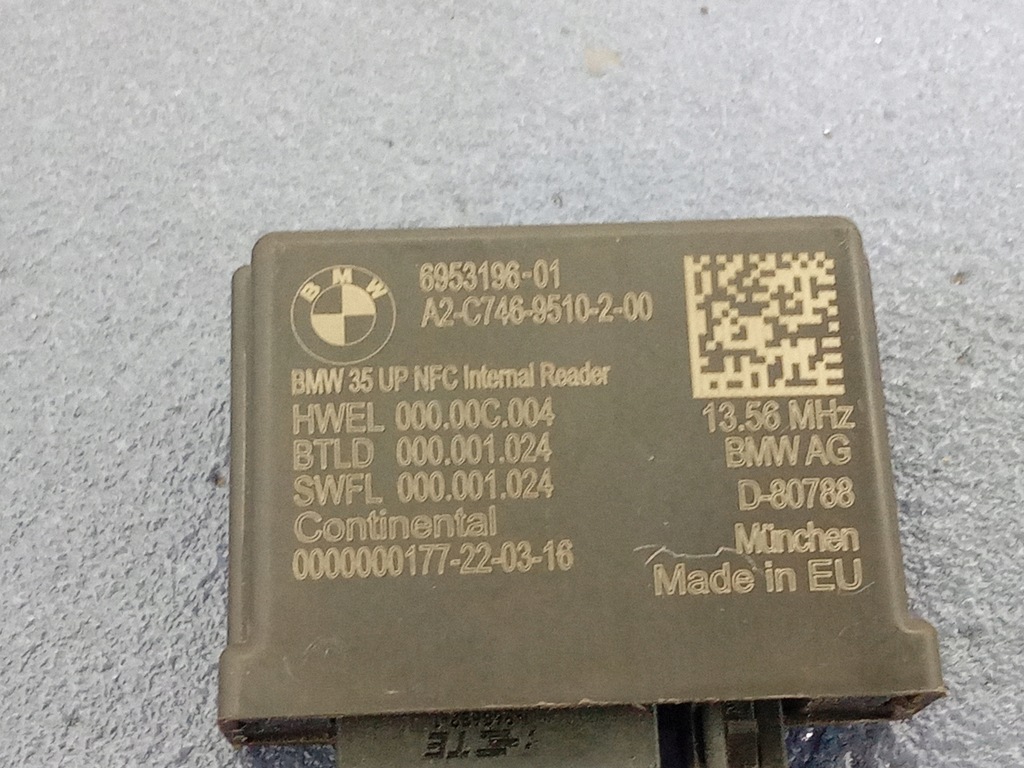 BMW
6953196-01
A2-C746-9510-2-00
BMW 35 UP NFC Internal Reader
HWEL 000.00C.004
13.56 MHz
BTLD 000.001.024
BMW AG
SWFL 000.001.024
D-80788
Continental
München
0000000177-22-03-16
Made in EU